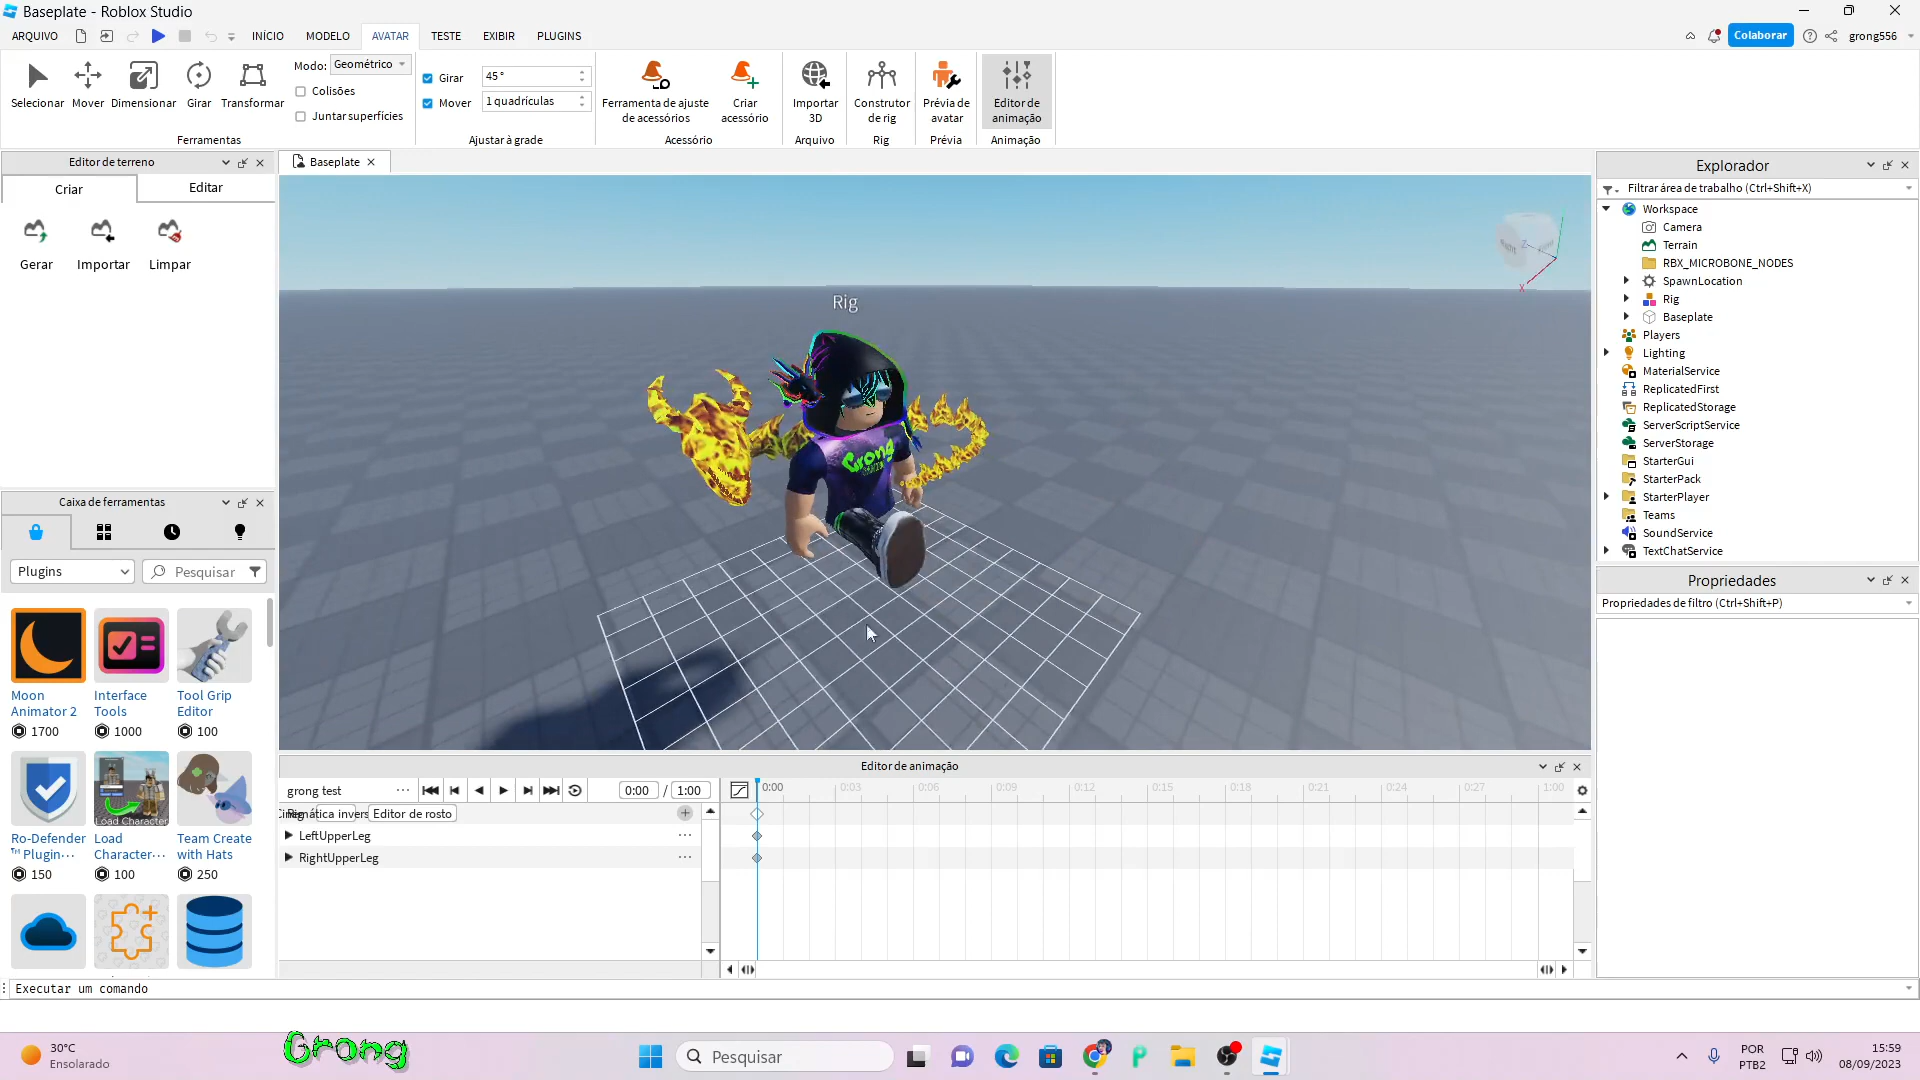 Baseplate - Roblox Studio
ARQUIVO INÍCIO MODELO AVATAR TESTE EXIBIR PLUGINS Colaborar grong556
Selecionar Mover Dimensionar Girar Transformar
Modo: Geométrico
Colisões
Juntar superfícies
Ferramentas
Girar 45°
Mover 1 quadrículas
Ajustar à grade
Ferramenta de ajuste de acessórios
Criar acessório
Acessório
Importar 3D
Arquivo
Construtor de rig
Rig
Prévia de avatar
Prévia
Editor de animação
Animação
Editor de terreno
Criar Editar
Gerar Importar Limpar
Caixa de ferramentas
Plugins Pesquisar
Moon Animator 2
1700
Interface Tools
1000
Tool Grip Editor
100
Ro-Defender ™ Plugin···
150
Load Character
Load Character···
100
Team Create with Hats
250
Baseplate
Rig
Grong
Editor de animação
grong test 0:00 / 1:00
0:00 0:03 0:06 0:09 0:12 0:15 0:18 0:21 0:24 0:27 1:00
Editor de rosto
LeftUpperLeg
RightUpperLeg
Explorador
Filtrar área de trabalho (Ctrl+Shift+X)
Workspace
Camera
Terrain
RBX_MICROBONE_NODES
SpawnLocation
Rig
Baseplate
Players
Lighting
MaterialService
ReplicatedFirst
ReplicatedStorage
ServerScriptService
ServerStorage
StarterGui
StarterPack
StarterPlayer
Teams
SoundService
TextChatService
Propriedades
Propriedades de filtro (Ctrl+Shift+P)
Executar um comando
30°C
Ensolarado
Grong
Pesquisar
POR
PTB2
15:59
08/09/2023